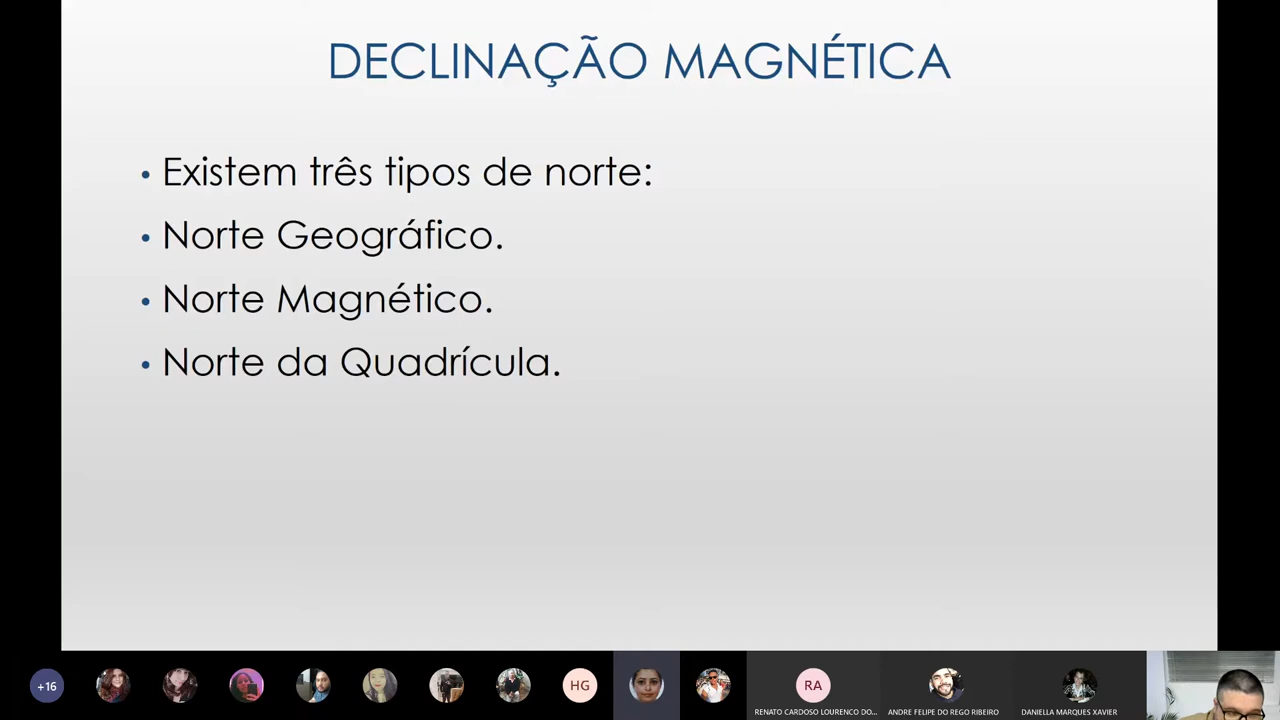 DECLINAÇÃO MAGNÉTICA
• Existem três tipos de norte:
• Norte Geográfico.
• Norte Magnético.
• Norte da Quadrícula.
+16
HG
RA
RENATO CARDOSO LOURENCO DO...
ANDRE FELIPE DO REGO RIBEIRO
DANIELLA MARQUES XAVIER